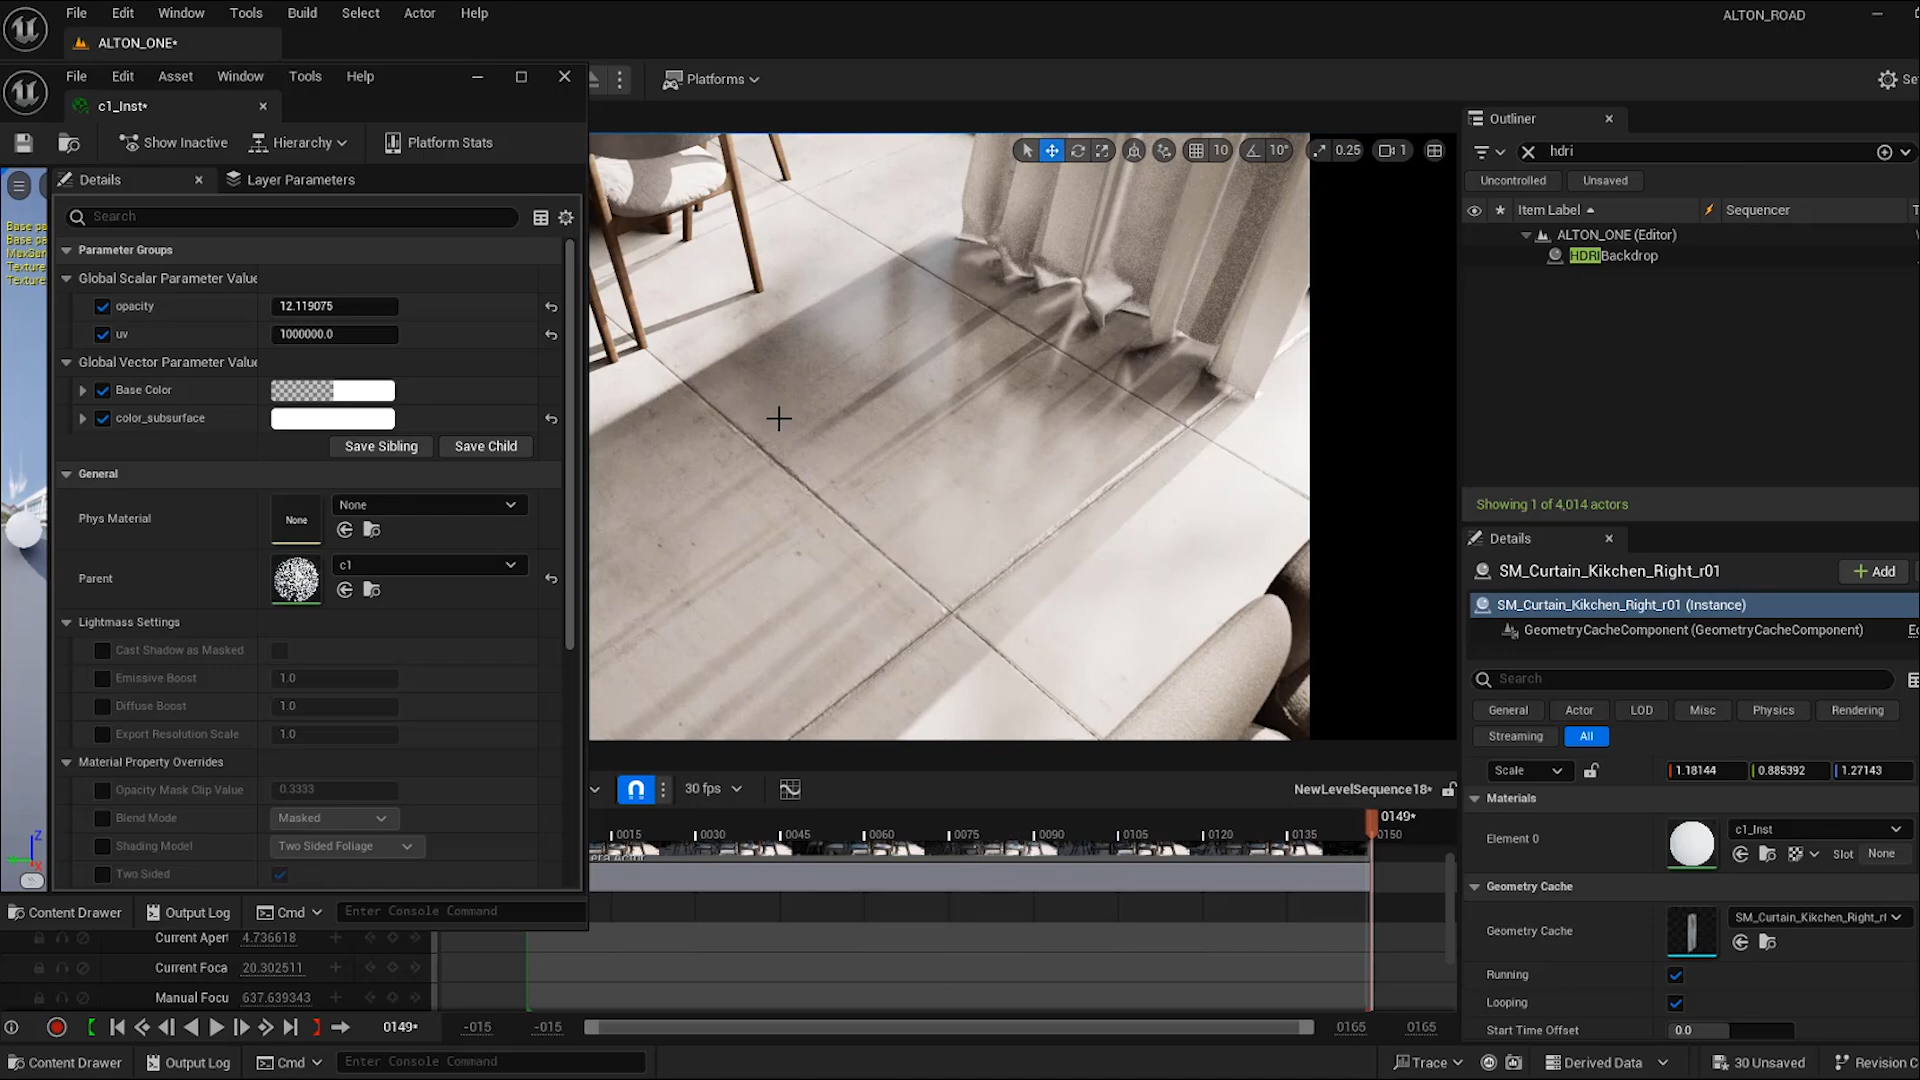 File Edit Window Tools Build Select Actor Help
ALTON_ROAD
ALTON_ONE*
File Edit Asset Window Tools Help
Platforms
c1_Inst*
Outliner
Show Inactive Hierarchy Platform Stats
10 10° 0.25 1
hdri
Details Layer Parameters
Uncontrolled Unsaved
Search
Item Label Sequencer
ALTON_ONE (Editor)
HDRIBackdrop
Parameter Groups
Global Scalar Parameter Value
opacity 12.119075
uv 1000000.0
Global Vector Parameter Value
Base Color
color_subsurface
Save Sibling Save Child
General
Phys Material None None
Parent c1
Lightmass Settings
Cast Shadow as Masked
Emissive Boost 1.0
Diffuse Boost 1.0
Export Resolution Scale 1.0
Material Property Overrides
Opacity Mask Clip Value 0.3333
Blend Mode Masked
Shading Model Two Sided Foliage
Two Sided
Showing 1 of 4,014 actors
Details
SM_Curtain_Kikchen_Right_r01 Add
SM_Curtain_Kikchen_Right_r01 (Instance)
GeometryCacheComponent (GeometryCacheComponent)
Search
General Actor LOD Misc Physics Rendering
Streaming All
Scale 1.18144 0.885392 1.27143
Materials
Element 0 c1_Inst
Slot None
Geometry Cache
Geometry Cache SM_Curtain_Kikchen_Right_r
Running
Looping
Start Time Offset 0.0
30 fps NewLevelSequence18*
0149*
0015 0030 0045 0060 0075 0090 0105 0120 0135 0150
Content Drawer Output Log Cmd Enter Console Command
Current Apert 4.736618
Current Foca 20.302511
Manual Focu 637.639343
0149* -015 -015 0165 0165
Content Drawer Output Log Cmd Enter Console Command
Trace Derived Data 30 Unsaved Revision C